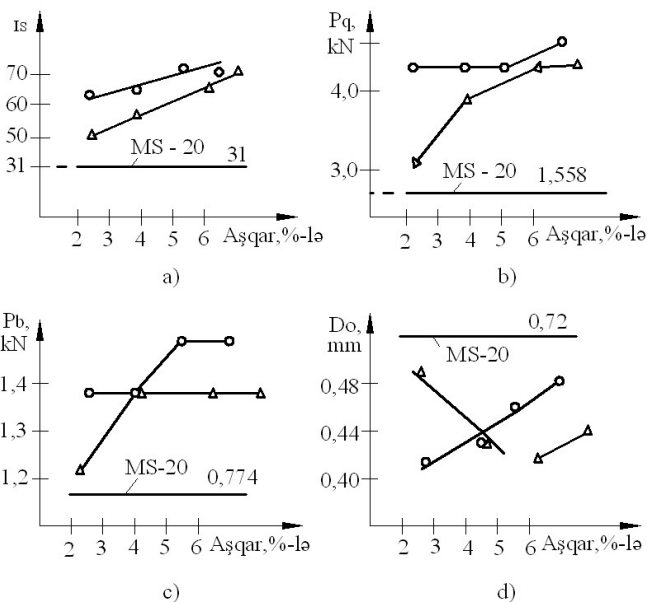 Is
70
60
50
31
MS - 20
31
2 3 4 5 6 Aşqar,%-lə
a)
Pq,
kN
4,0
3,0
MS - 20
1,558
2 3 4 5 6 Aşqar,%-lə
b)
Pb,
kN
1,4
1,3
1,2
MS-20
0,774
2 3 4 5 6 Aşqar,%-lə
c)
Do,
mm
0,72
MS-20
0,48
0,44
0,40
2 3 4 5 6 Aşqar,%-lə
d)